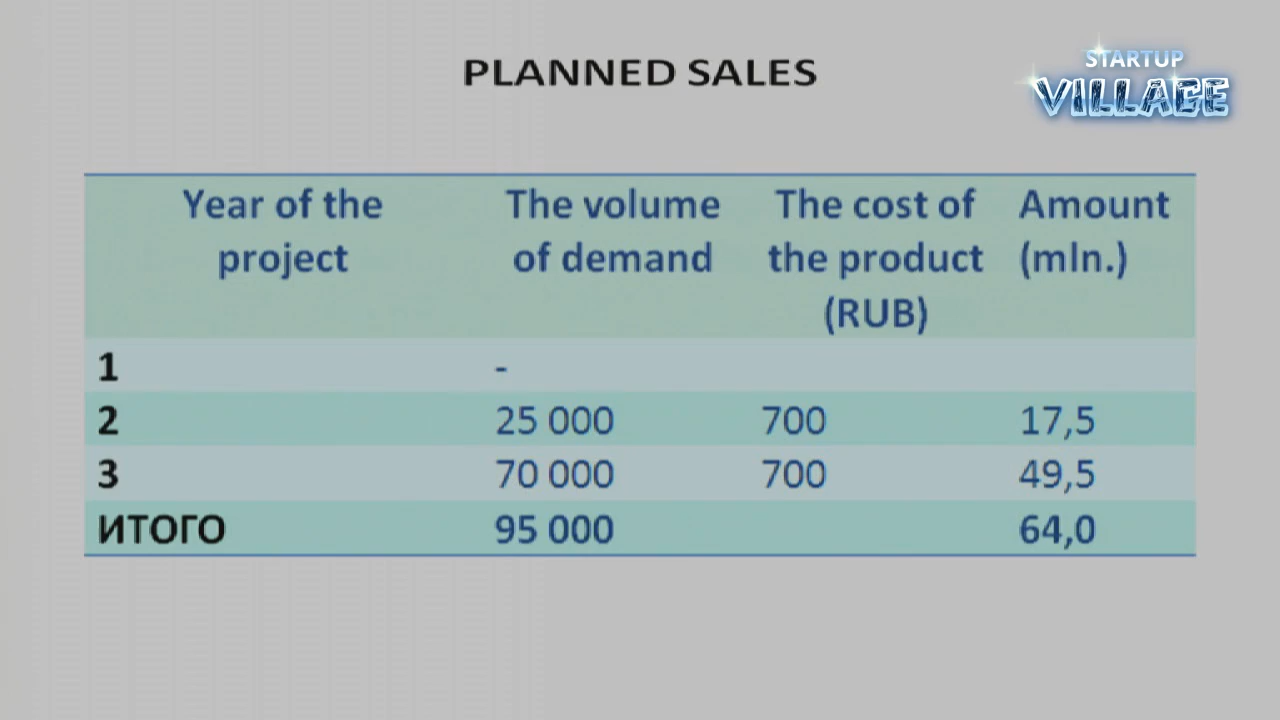 PLANNED SALES
STARTUP
VILLAGE
Year of the project The volume of demand The cost of the product (RUB) Amount (mln.)
1 -
2 25 000 700 17,5
3 70 000 700 49,5
ИТОГО 95 000 64,0